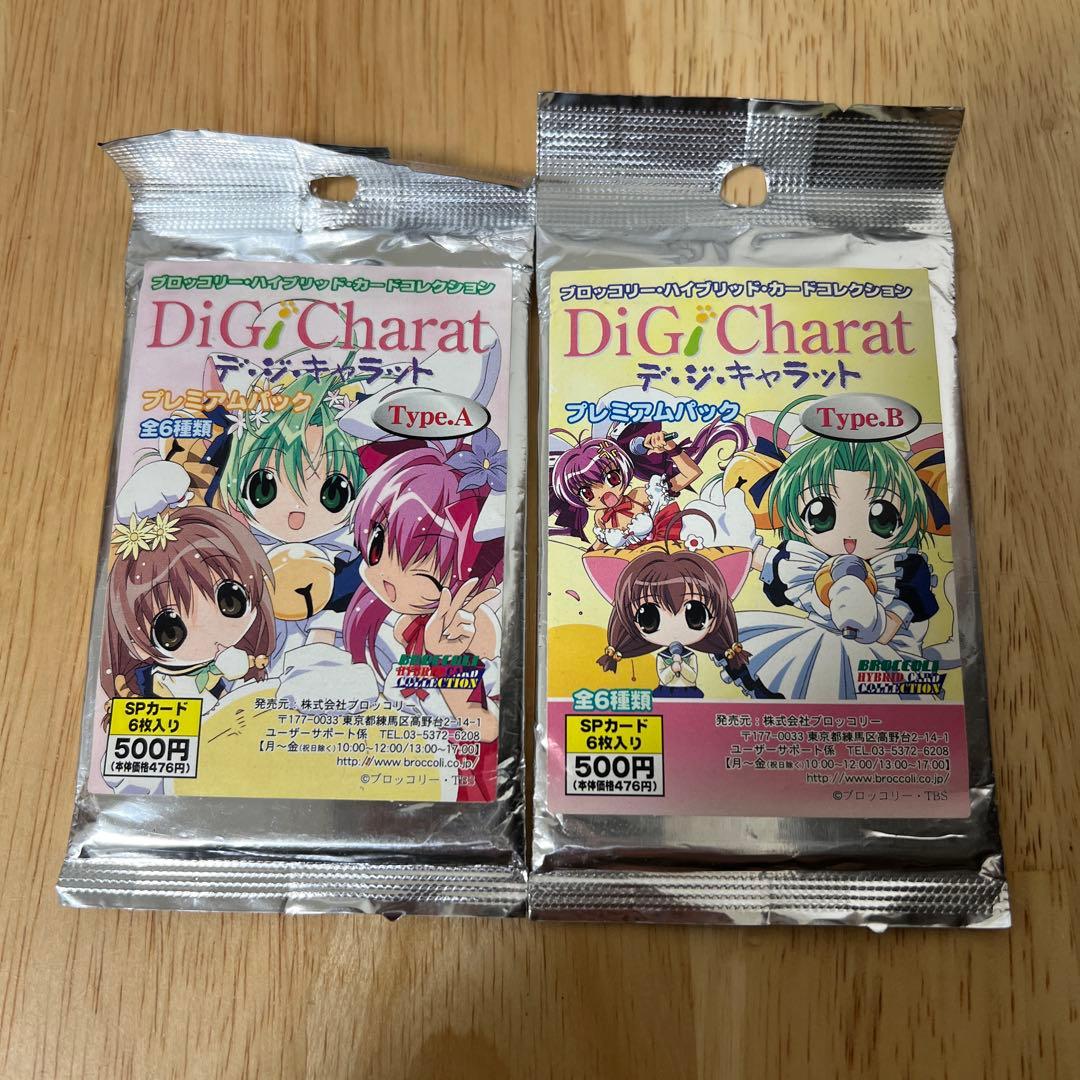 ブロッコリー・ハイブリッド・カードコレクション
DiGi Charat
デ・ジ・キャラット
プレミアムパック
Type.A
全6種類
BROCCOLI
HYBRID CARD
COLLECTION
SPカード
6枚入り
500円
(本体価格476円)
発売元:株式会社ブロッコリー
〒177-0033 東京都練馬区高野台2-14-1
ユーザーサポート係 TEL.03-5372-6208
【月〜金(祝日除く)10:00~12:00/13:00~17:00】
http://www.broccoli.co.jp/
©ブロッコリー・TBS
ブロッコリー・ハイブリッド・カードコレクション
DiGi Charat
デ・ジ・キャラット
プレミアムパック
Type.B
BROCCOLI
HYBRID CARD
COLLECTION
全6種類
SPカード
6枚入り
500円
(本体価格476円)
発売元:株式会社ブロッコリー
〒177-0033 東京都練馬区高野台2-14-1
ユーザーサポート係 TEL.03-5372-6208
【月〜金(祝日除く)10:00~12:00/13:00~17:00】
http://www.broccoli.co.jp/
©ブロッコリー・TBS